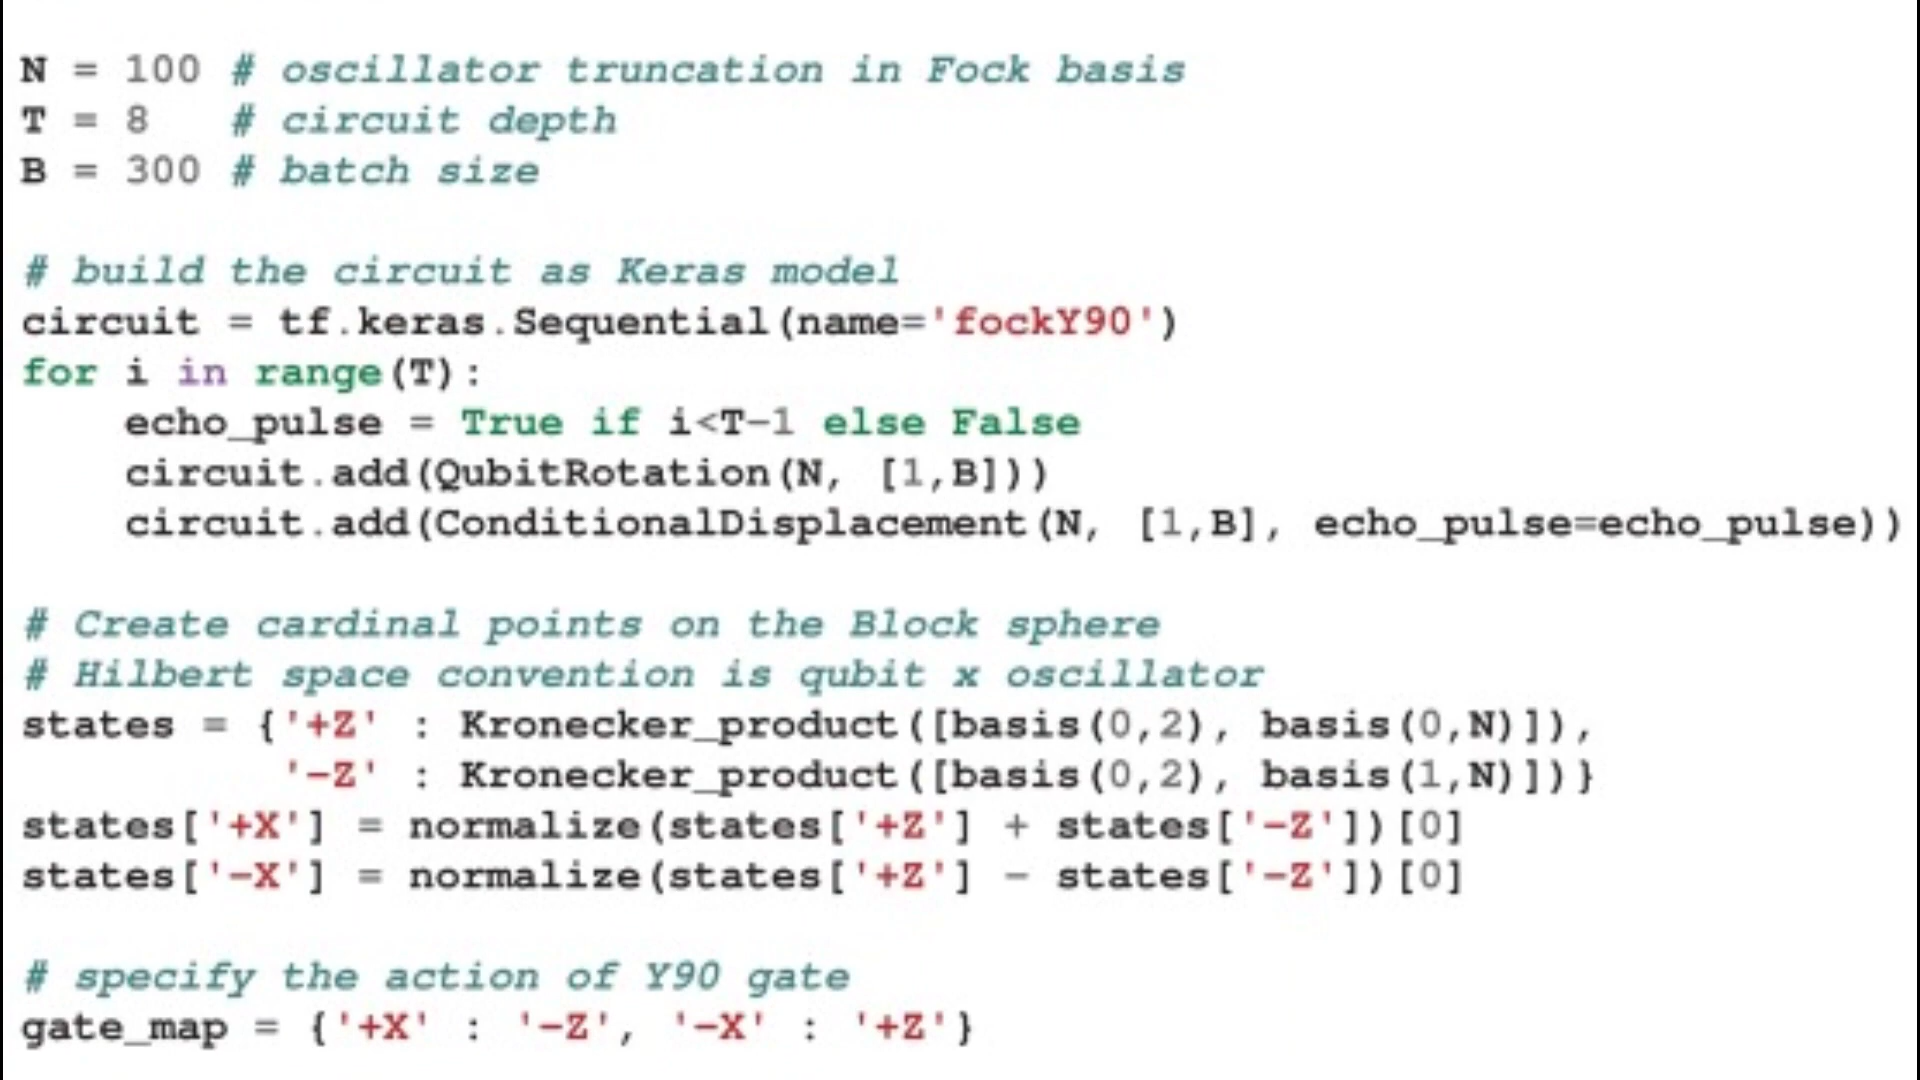 N = 100 # oscillator truncation in Fock basis
T = 8   # circuit depth
B = 300 # batch size
# build the circuit as Keras model
circuit = tf.keras.Sequential(name='fockY90')
for i in range(T):
    echo_pulse = True if i<T-1 else False
    circuit.add(QubitRotation(N, [1,B]))
    circuit.add(ConditionalDisplacement(N, [1,B], echo_pulse=echo_pulse))
# Create cardinal points on the Block sphere
# Hilbert space convention is qubit x oscillator
states = {'+Z' : Kronecker_product([basis(0,2), basis(0,N)]),
          '-Z' : Kronecker_product([basis(0,2), basis(1,N)])}
states['+X'] = normalize(states['+Z'] + states['-Z'])[0]
states['-X'] = normalize(states['+Z'] - states['-Z'])[0]
# specify the action of Y90 gate
gate_map = {'+X' : '-Z', '-X' : '+Z'}